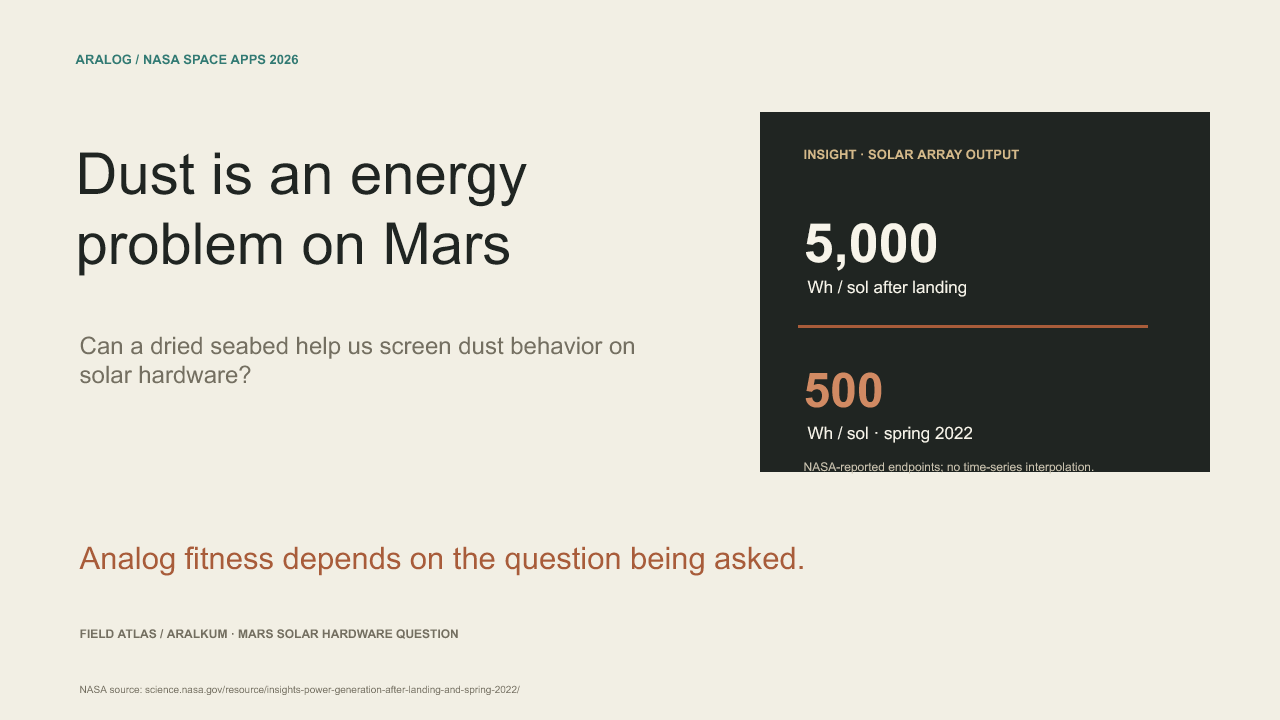 ARALOG / NASA SPACE APPS 2026
Dust is an energy
problem on Mars
Can a dried seabed help us screen dust behavior on
solar hardware?
INSIGHT · SOLAR ARRAY OUTPUT
5,000
Wh / sol after landing
500
Wh / sol · spring 2022
NASA-reported endpoints; no time-series interpolation.
Analog fitness depends on the question being asked.
FIELD ATLAS / ARALKUM · MARS SOLAR HARDWARE QUESTION
NASA source: science.nasa.gov/resource/insights-power-generation-after-landing-and-spring-2022/